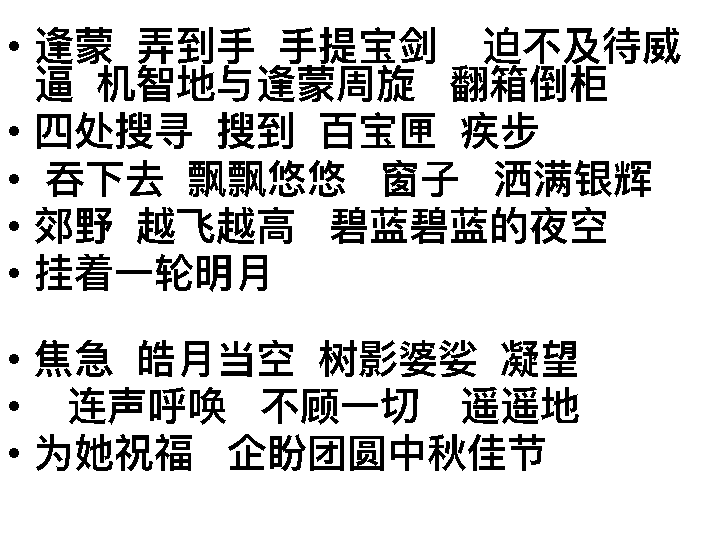 • 逢蒙 弄到手 手提宝剑 迫不及待威
逼 机智地与逢蒙周旋 翻箱倒柜
• 四处搜寻 搜到 百宝匣 疾步
• 吞下去 飘飘悠悠 窗子 洒满银辉
• 郊野 越飞越高 碧蓝碧蓝的夜空
• 挂着一轮明月
• 焦急 皓月当空 树影婆娑 凝望
• 连声呼唤 不顾一切 遥遥地
• 为她祝福 企盼团圆中秋佳节